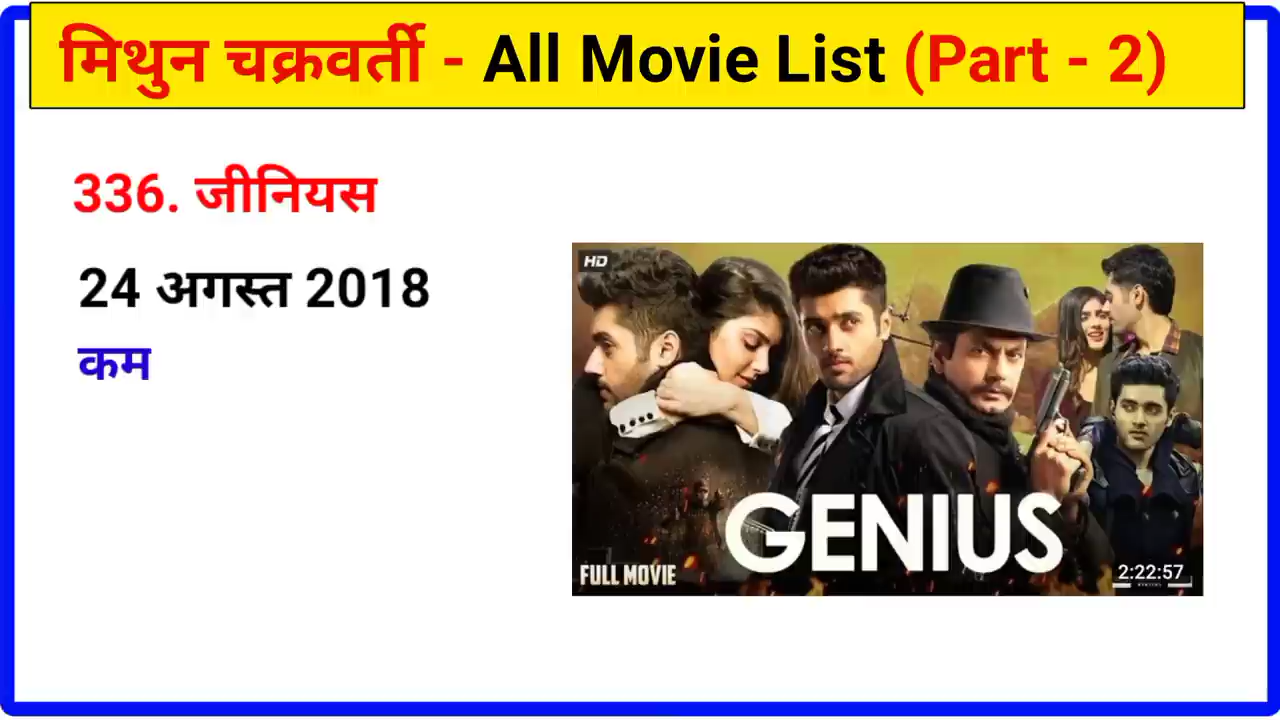 मिथुन चक्रवर्ती - All Movie List (Part - 2)
336. जीनियस
24 अगस्त 2018
कम
HD
GENIUS
FULL MOVIE
2:22:57